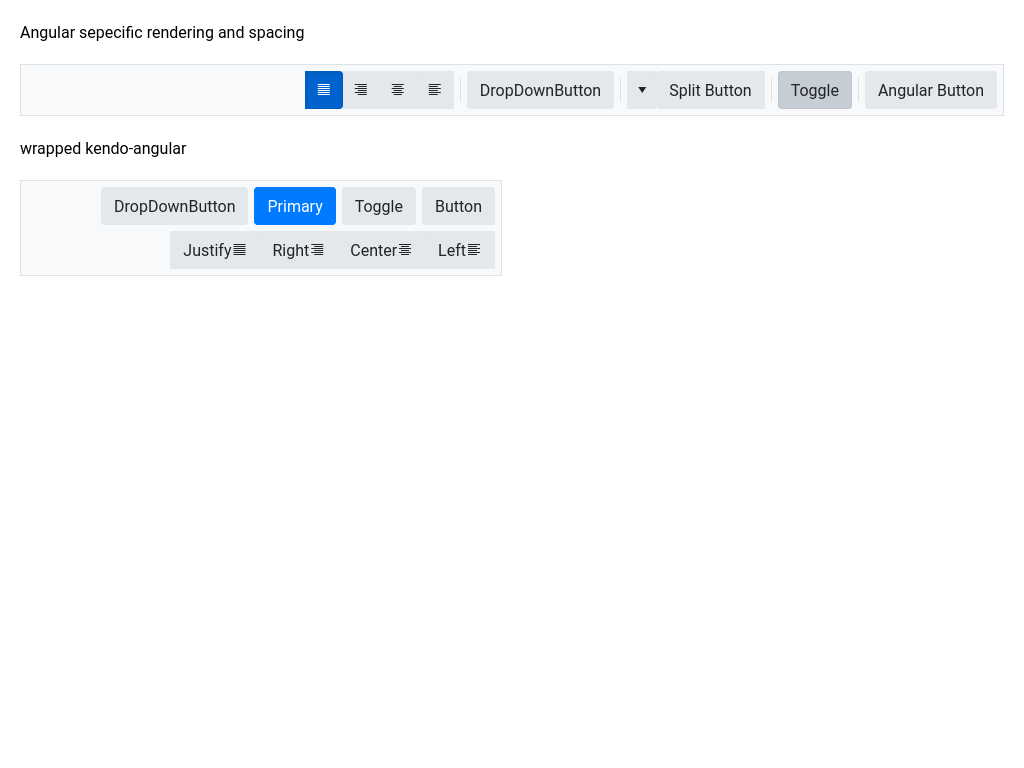 Angular sepecific rendering and spacing
DropDownButton Split Button Toggle Angular Button
wrapped kendo-angular
DropDownButton Primary Toggle Button
Justify Right Center Left